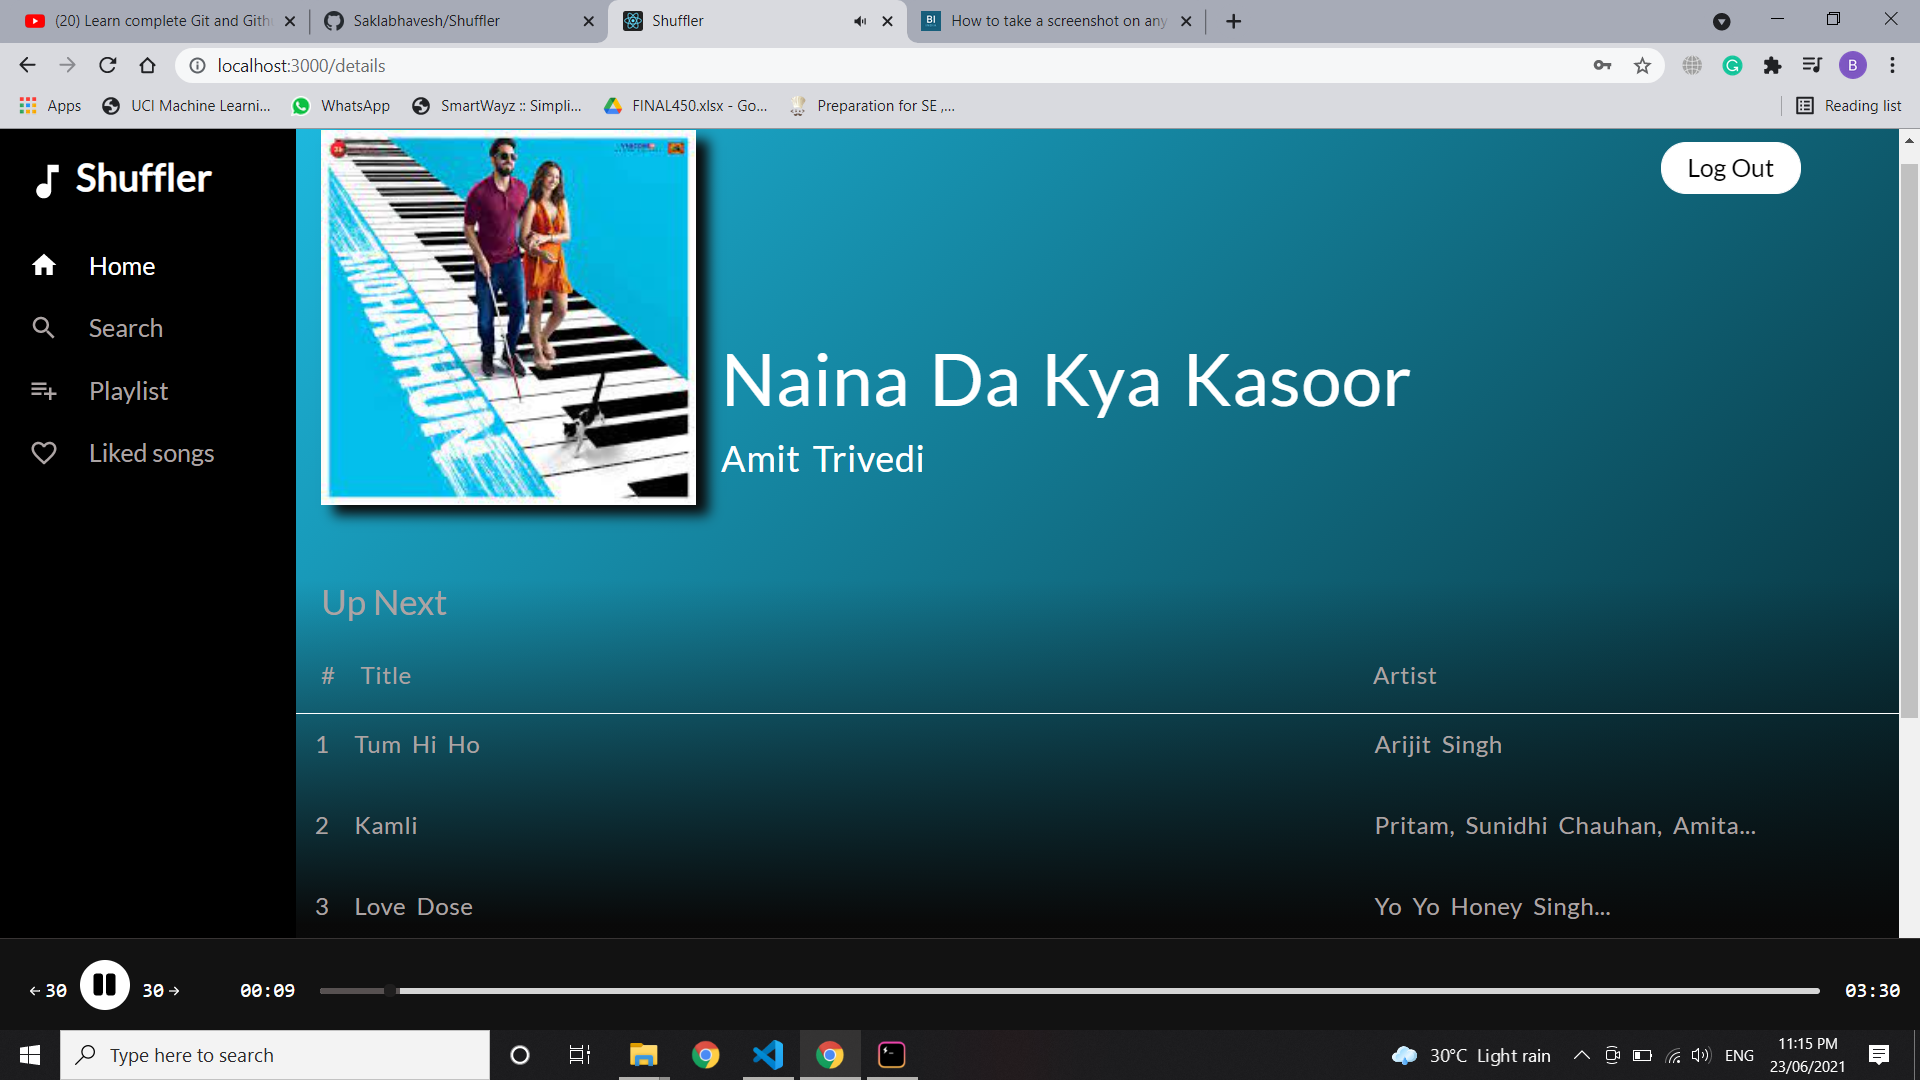 (20) Learn complete Git and Gith
Saklabhavesh/Shuffler
Shuffler
BI
How to take a screenshot on any
localhost:3000/details
B
Apps
UCI Machine Learni...
WhatsApp
SmartWayz :: Simpli...
FINAL450.xlsx - Go...
Preparation for SE ,...
Reading list
Shuffler
Log Out
Home
Search
Playlist
Liked songs
ANDHADHUN
Naina Da Kya Kasoor
Amit Trivedi
Up Next
# Title Artist
1 Tum Hi Ho Arijit Singh
2 Kamli Pritam, Sunidhi Chauhan, Amita...
3 Love Dose Yo Yo Honey Singh...
←30 30→ 00:09 03:30
Type here to search
30°C Light rain
ENG
11:15 PM
23/06/2021